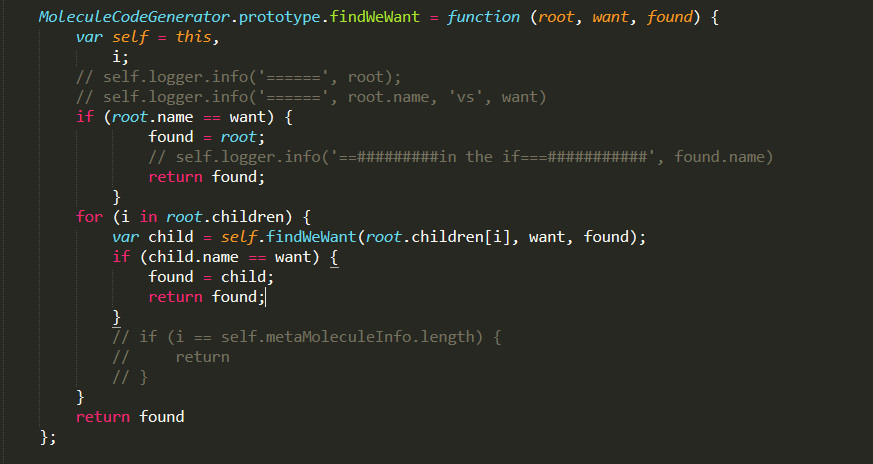 MoleculeCodeGenerator.prototype.findWeWant = function (root, want, found) {
    var self = this,
        i;
    // self.logger.info('======', root);
    // self.logger.info('======', root.name, 'vs', want)
    if (root.name == want) {
            found = root;
            // self.logger.info('==#########in the if===###########', found.name)
            return found;
        }
    for (i in root.children) {
        var child = self.findWeWant(root.children[i], want, found);
        if (child.name == want) {
            found = child;
            return found;
        }
        // if (i == self.metaMoleculeInfo.length) {
        //     return
        // }
    }
    return found
};